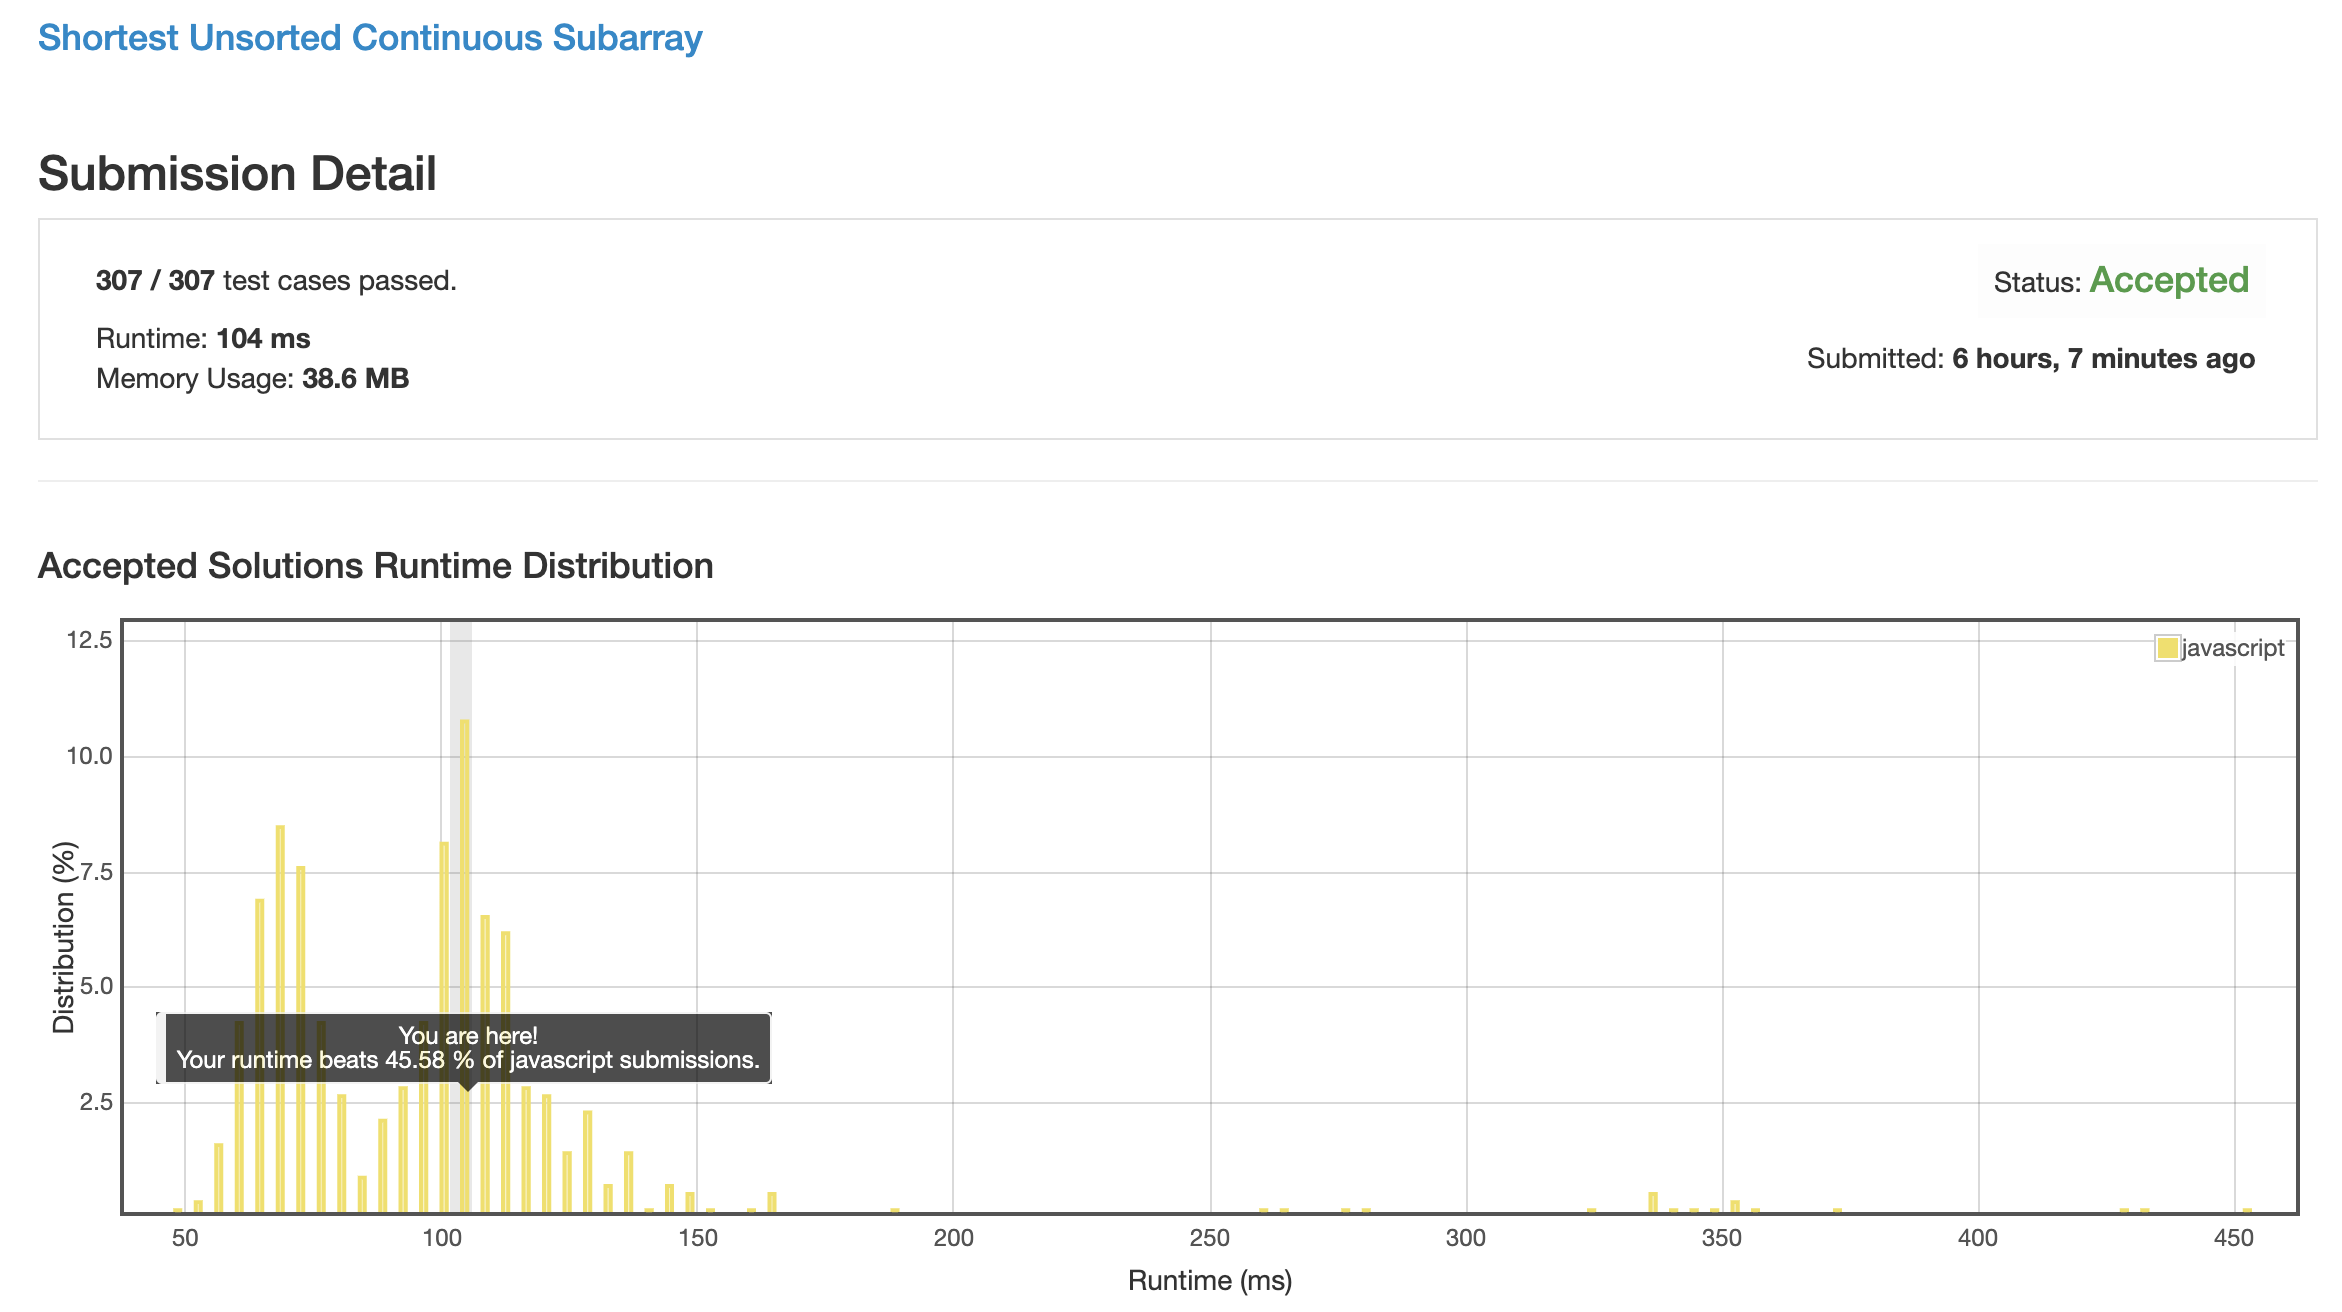 Shortest Unsorted Continuous Subarray
Submission Detail
307 / 307 test cases passed.
Status: Accepted
Runtime: 104 ms
Submitted: 6 hours, 7 minutes ago
Memory Usage: 38.6 MB
Accepted Solutions Runtime Distribution
12.5
10.0
7.5
5.0
2.5
Distribution (%)
javascript
You are here!
Your runtime beats 45.58 % of javascript submissions.
50 100 150 200 250 300 350 400 450
Runtime (ms)